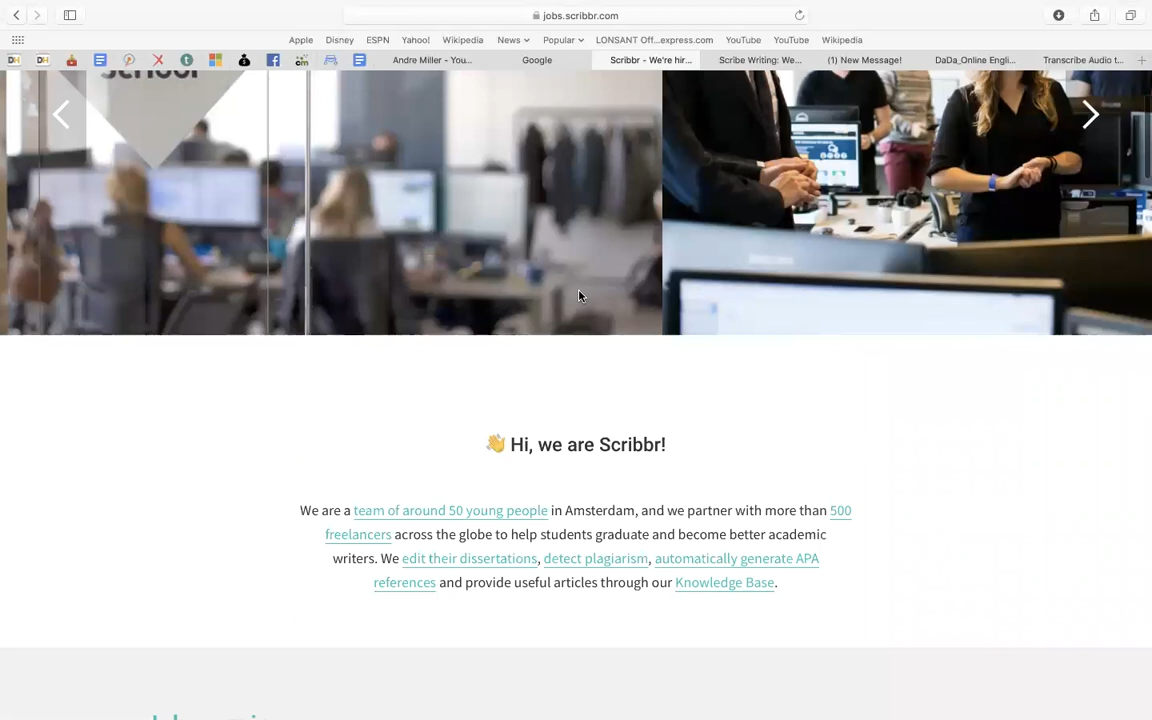 jobs.scribbr.com
Apple Disney ESPN Yahoo! Wikipedia News Popular LONSANT Off...express.com YouTube YouTube Wikipedia
DH DH Andre Miller - You... Google Scribbr - We're hir... Scribe Writing: We... (1) New Message! DaDa_Online Engli... Transcribe Audio t...
school
👋 Hi, we are Scribbr!
We are a team of around 50 young people in Amsterdam, and we partner with more than 500
freelancers across the globe to help students graduate and become better academic
writers. We edit their dissertations, detect plagiarism, automatically generate APA
references and provide useful articles through our Knowledge Base.